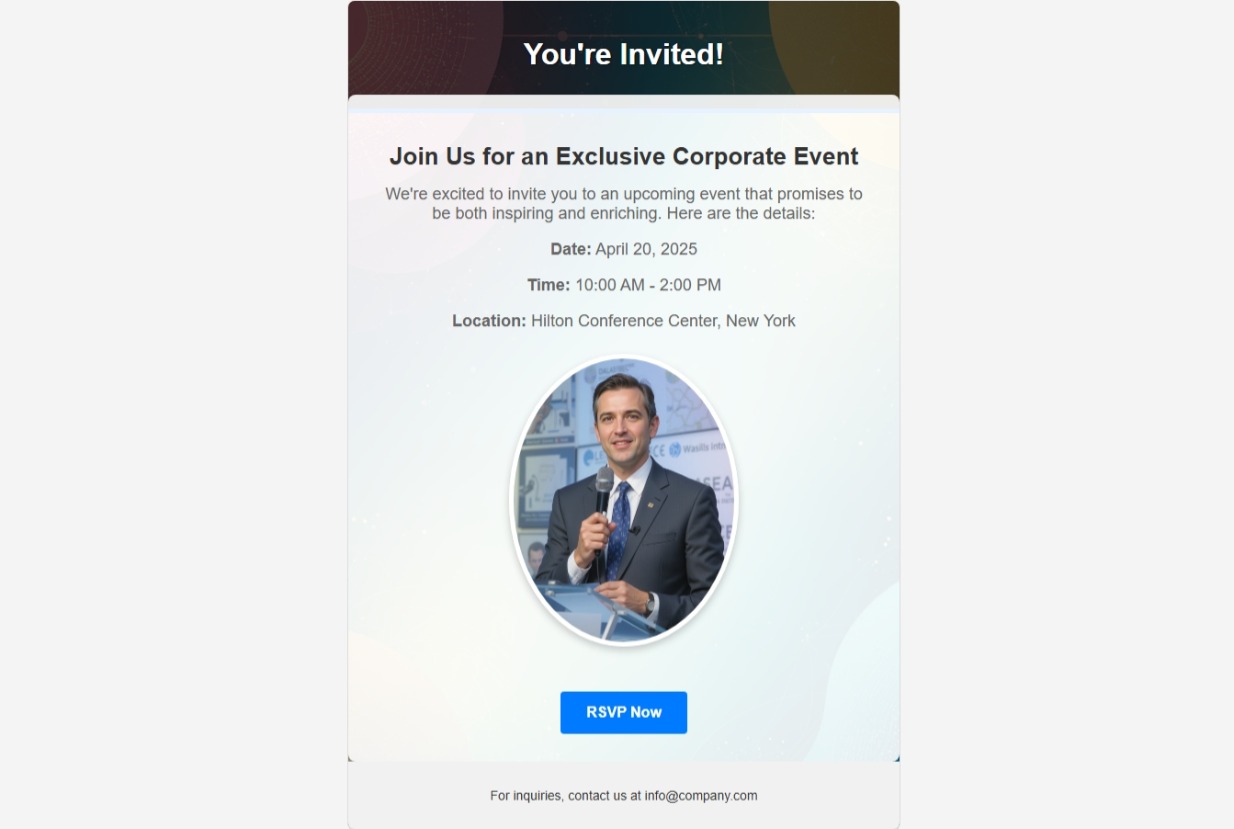 You're Invited!
Join Us for an Exclusive Corporate Event
We're excited to invite you to an upcoming event that promises to
be both inspiring and enriching. Here are the details:
Date: April 20, 2025
Time: 10:00 AM - 2:00 PM
Location: Hilton Conference Center, New York
RSVP Now
For inquiries, contact us at info@company.com